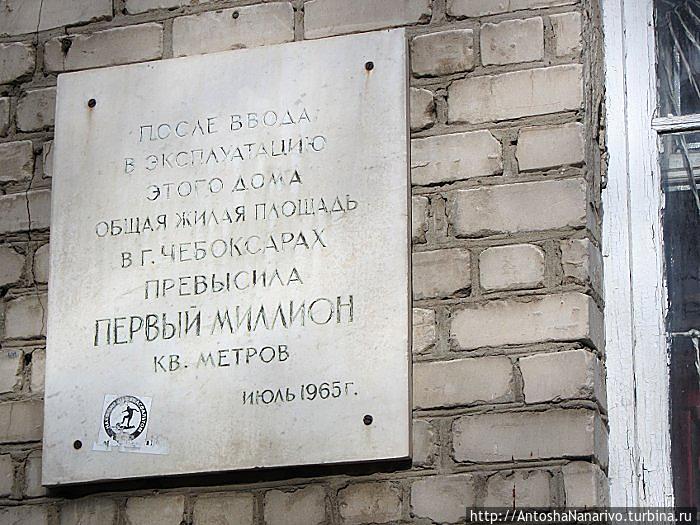 ПОСЛЕ ВВОДА
В ЭКСПЛУАТАЦИЮ
ЭТОГО ДОМА
ОБЩАЯ ЖИЛАЯ ПЛОЩАДЬ
В Г. ЧЕБОКСАРАХ
ПРЕВЫСИЛА
ПЕРВЫЙ МИЛЛИОН
КВ. МЕТРОВ
ИЮЛЬ 1965 Г.
http://AntoshaNanarivo.turbina.ru/